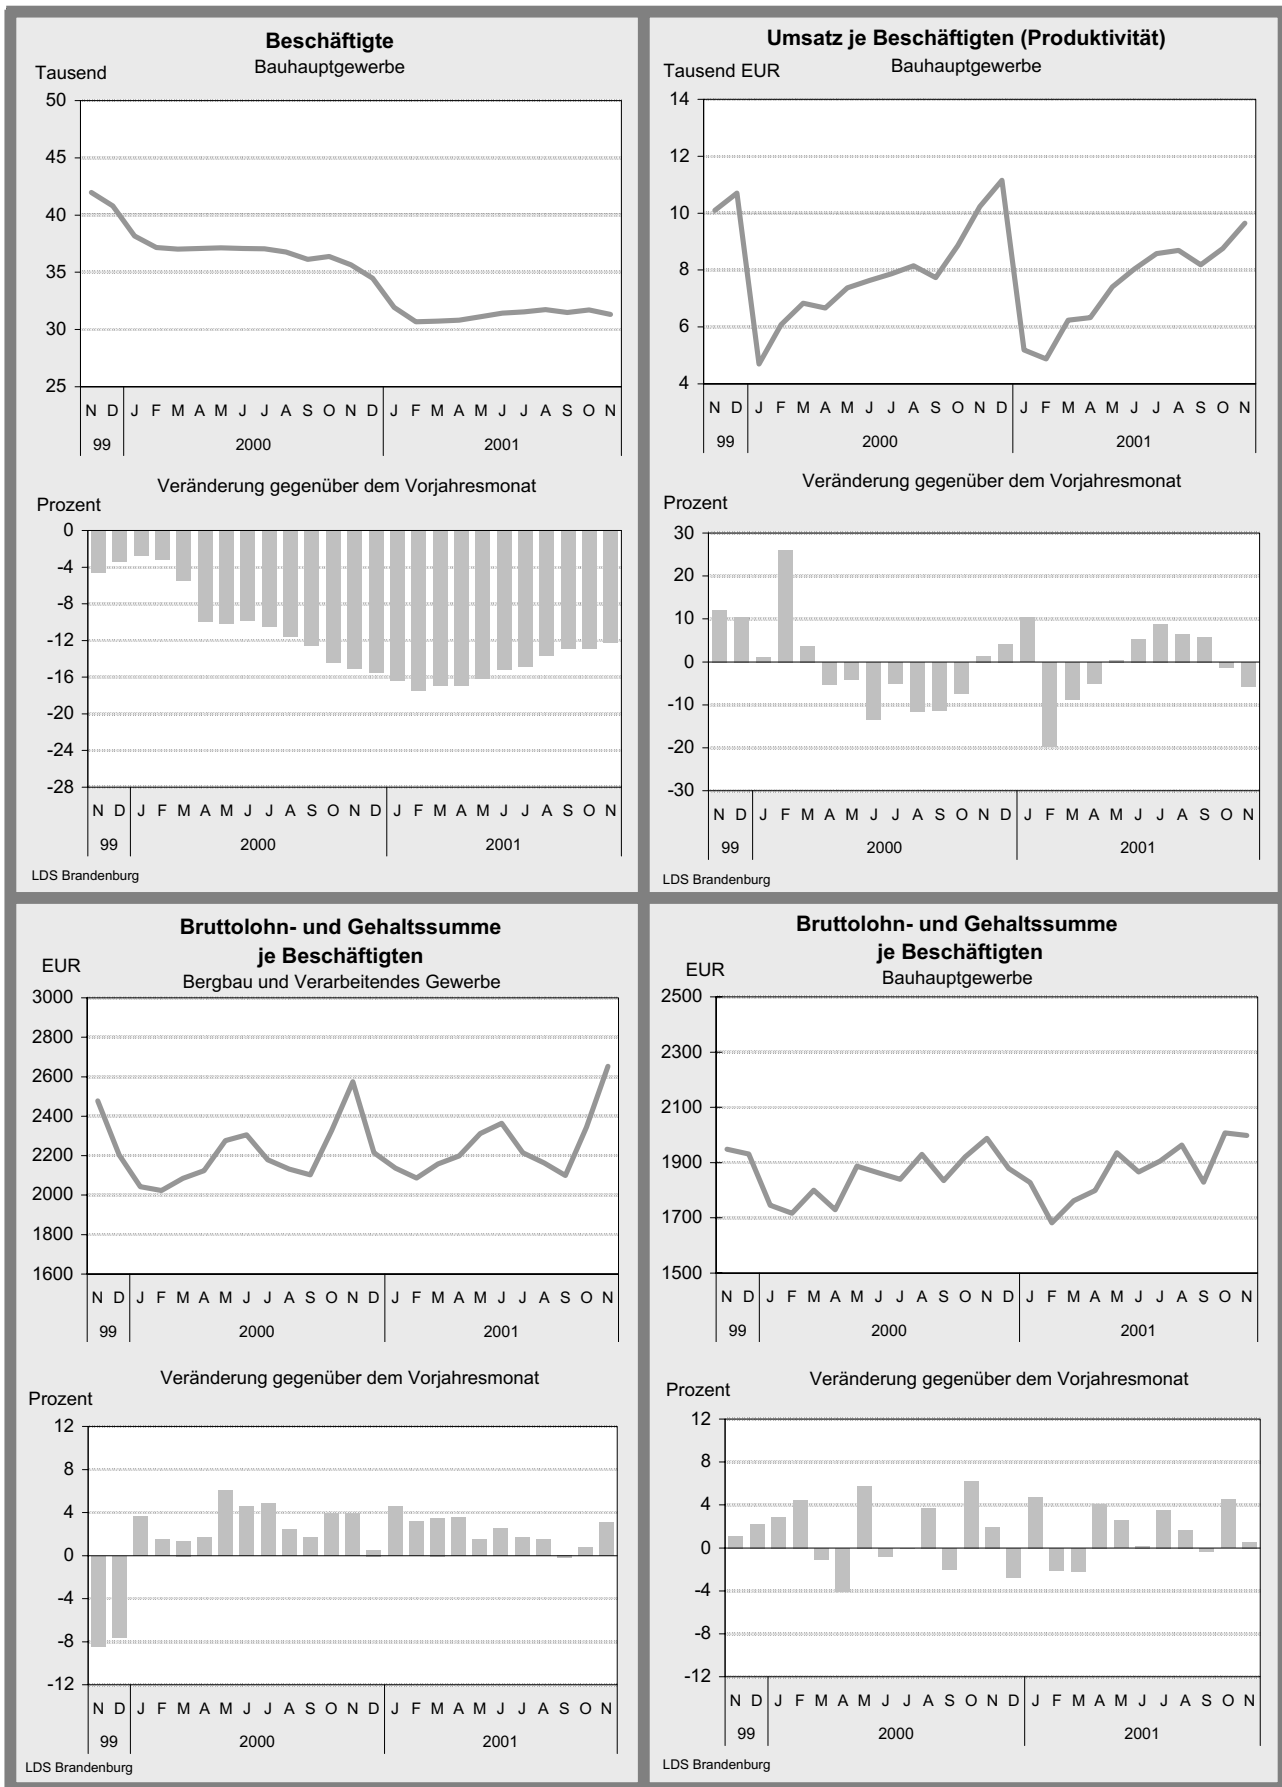 Beschäftigte
Bauhauptgewerbe
Tausend
50
45
40
35
30
25
N D J F M A M J J A S O N D J F M A M J J A S O N
99 2000 2001
Veränderung gegenüber dem Vorjahresmonat
Prozent
0
-4
-8
-12
-16
-20
-24
-28
N D J F M A M J J A S O N D J F M A M J J A S O N
99 2000 2001
LDS Brandenburg
Umsatz je Beschäftigten (Produktivität)
Bauhauptgewerbe
Tausend EUR
14
12
10
8
6
4
N D J F M A M J J A S O N D J F M A M J J A S O N
99 2000 2001
Veränderung gegenüber dem Vorjahresmonat
Prozent
30
20
10
0
-10
-20
-30
N D J F M A M J J A S O N D J F M A M J J A S O N
99 2000 2001
LDS Brandenburg
Bruttolohn- und Gehaltssumme
je Beschäftigten
Bergbau und Verarbeitendes Gewerbe
EUR
3000
2800
2600
2400
2200
2000
1800
1600
N D J F M A M J J A S O N D J F M A M J J A S O N
99 2000 2001
Veränderung gegenüber dem Vorjahresmonat
Prozent
12
8
4
0
-4
-8
-12
N D J F M A M J J A S O N D J F M A M J J A S O N
99 2000 2001
LDS Brandenburg
Bruttolohn- und Gehaltssumme
je Beschäftigten
Bauhauptgewerbe
EUR
2500
2300
2100
1900
1700
1500
N D J F M A M J J A S O N D J F M A M J J A S O N
99 2000 2001
Veränderung gegenüber dem Vorjahresmonat
Prozent
12
8
4
0
-4
-8
-12
N D J F M A M J J A S O N D J F M A M J J A S O N
99 2000 2001
LDS Brandenburg